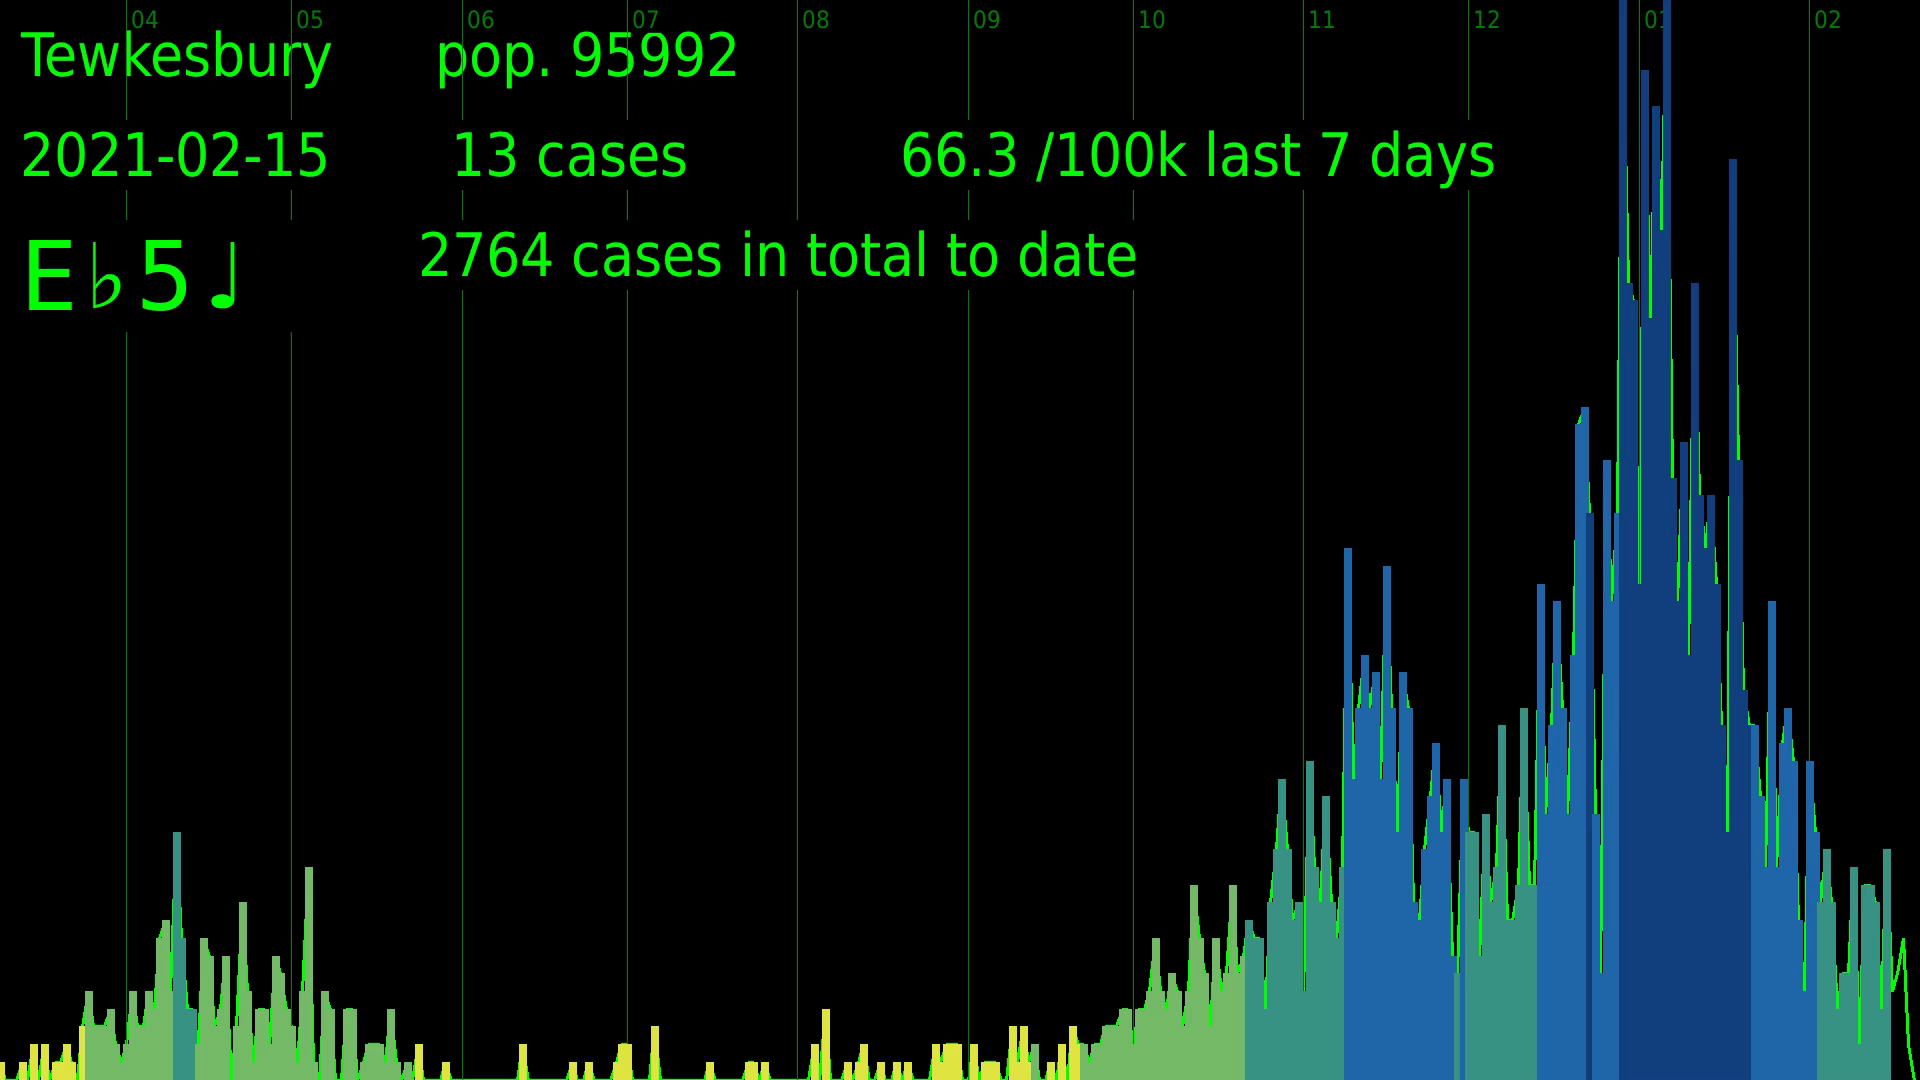 04 05 06 07 08 09 10 11 12 01 02
Tewkesbury pop. 95992
2021-02-15 13 cases 66.3 /100k last 7 days
E♭5♩ 2764 cases in total to date